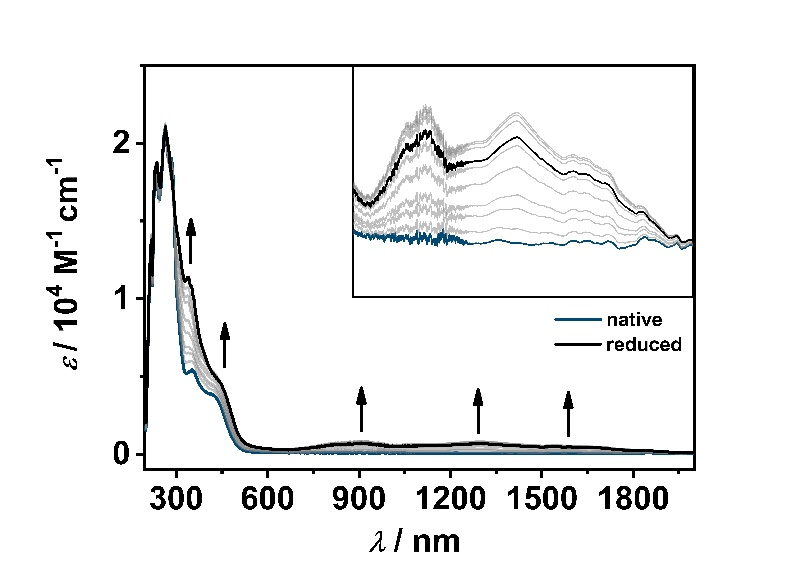 ε / 10⁴ M⁻¹ cm⁻¹
2
1
0
native
reduced
300 600 900 1200 1500 1800
λ / nm